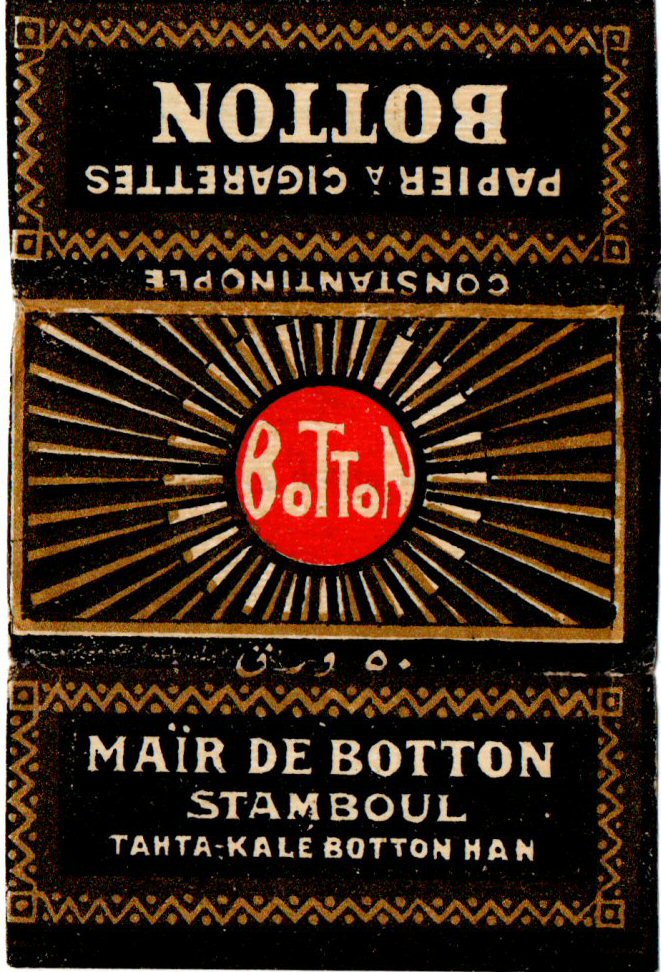 BOTTON
PAPIER À CIGARETTES
CONSTANTINOPLE
BOTTON
٥٠ ورق
MAÏR DE BOTTON
STAMBOUL
TAHTA-KALÉ BOTTON HAN